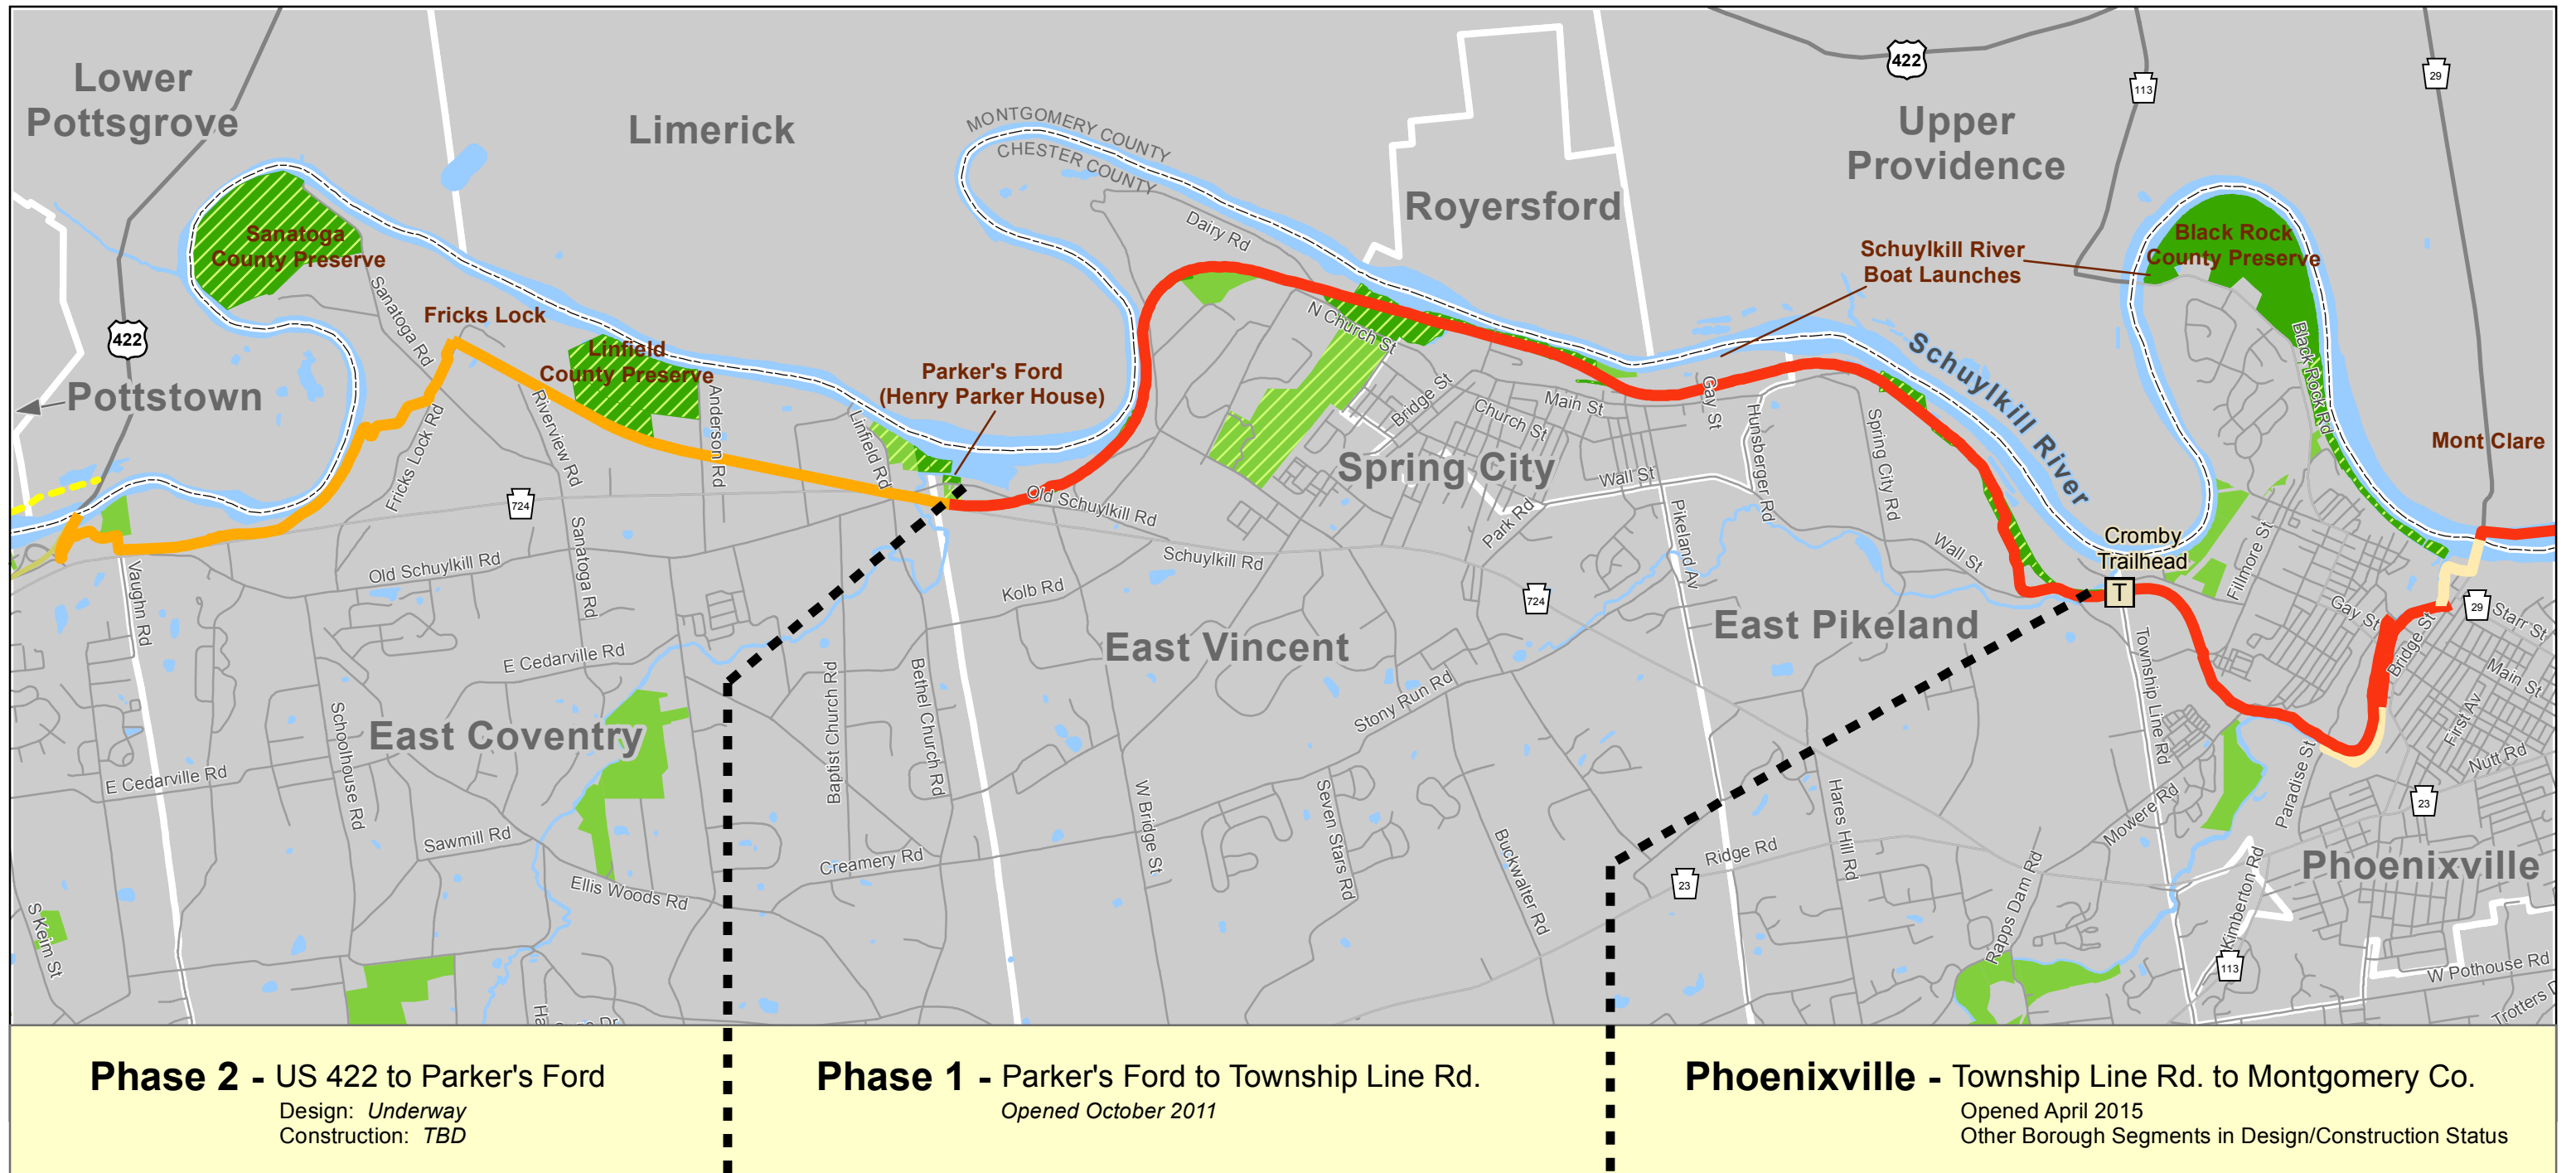 Lower
Pottsgrove
Limerick
MONTGOMERY COUNTY
CHESTER COUNTY
Royersford
422
Upper
Providence
113
29
Sanatoga
County Preserve
Dairy Rd
Schuylkill River
Boat Launches
Black Rock
County Preserve
422
Sanatoga Rd
Fricks Lock
N Church St
Schuylkill River
Black Rock Rd
Pottstown
Linfield
County Preserve
Parker's Ford
(Henry Parker House)
Bridge St
Church St
Main St
Gay St
Hunsberger Rd
Spring City Rd
Mont Clare
Fricks Lock Rd
Riverview Rd
Anderson Rd
Linfield Rd
Spring City
Wall St
724
Old Schuylkill Rd
Park Rd
Pikeland Av
Wall St
Cromby
Trailhead
T
Fillmore St
Vaughn Rd
Old Schuylkill Rd
Sanatoga Rd
Schuylkill Rd
Kolb Rd
724
East Vincent
East Pikeland
Township Line Rd
Gay St
Bridge St
29
Starr St
Main St
First Av
Nutt Rd
E Cedarville Rd
East Coventry
Schoolhouse Rd
Baptist Church Rd
Bethel Church Rd
Stony Run Rd
E Cedarville Rd
Sawmill Rd
Creamery Rd
W Bridge St
Seven Stars Rd
Buckwalter Rd
Ridge Rd
23
Hares Hill Rd
Mowere Rd
Paradise St
23
Phoenixville
Ellis Woods Rd
S Keim St
Rapps Dam Rd
Kimberton Rd
113
W Pothouse Rd
Phase 2 - US 422 to Parker's Ford
Design: Underway
Construction: TBD
Phase 1 - Parker's Ford to Township Line Rd.
Opened October 2011
Phoenixville - Township Line Rd. to Montgomery Co.
Opened April 2015
Other Borough Segments in Design/Construction Status